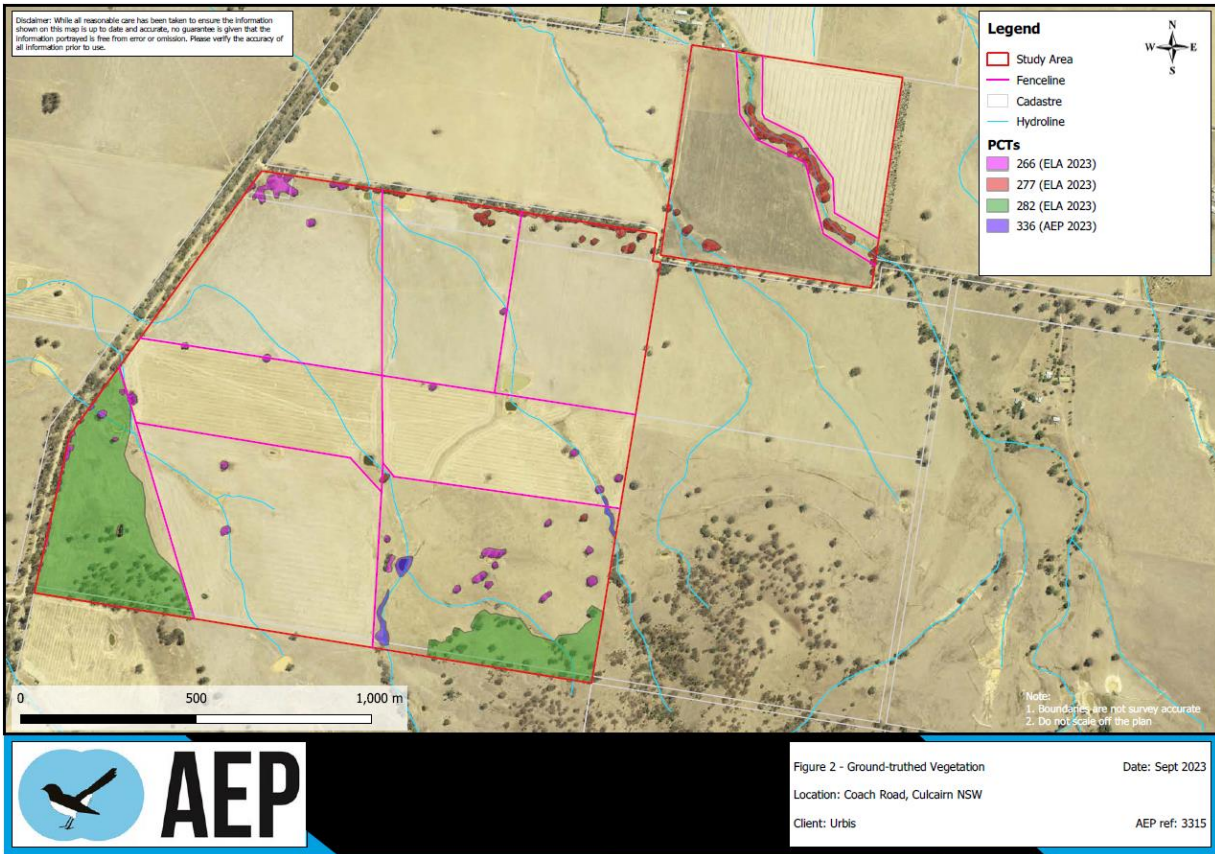 Disclaimer: While all reasonable care has been taken to ensure the information
shown on this map is up to date and accurate, no guarantee is given that the
information portrayed is free from error or omission. Please verify the accuracy of
all information prior to use.
Legend
N
W E
S
Study Area
Fenceline
Cadastre
Hydroline
PCTs
266 (ELA 2023)
277 (ELA 2023)
282 (ELA 2023)
336 (AEP 2023)
0 500 1,000 m
Note:
1. Boundaries are not survey accurate
2. Do not scale off the plan
AEP
Figure 2 - Ground-truthed Vegetation Date: Sept 2023
Location: Coach Road, Culcairn NSW
Client: Urbis AEP ref: 3315